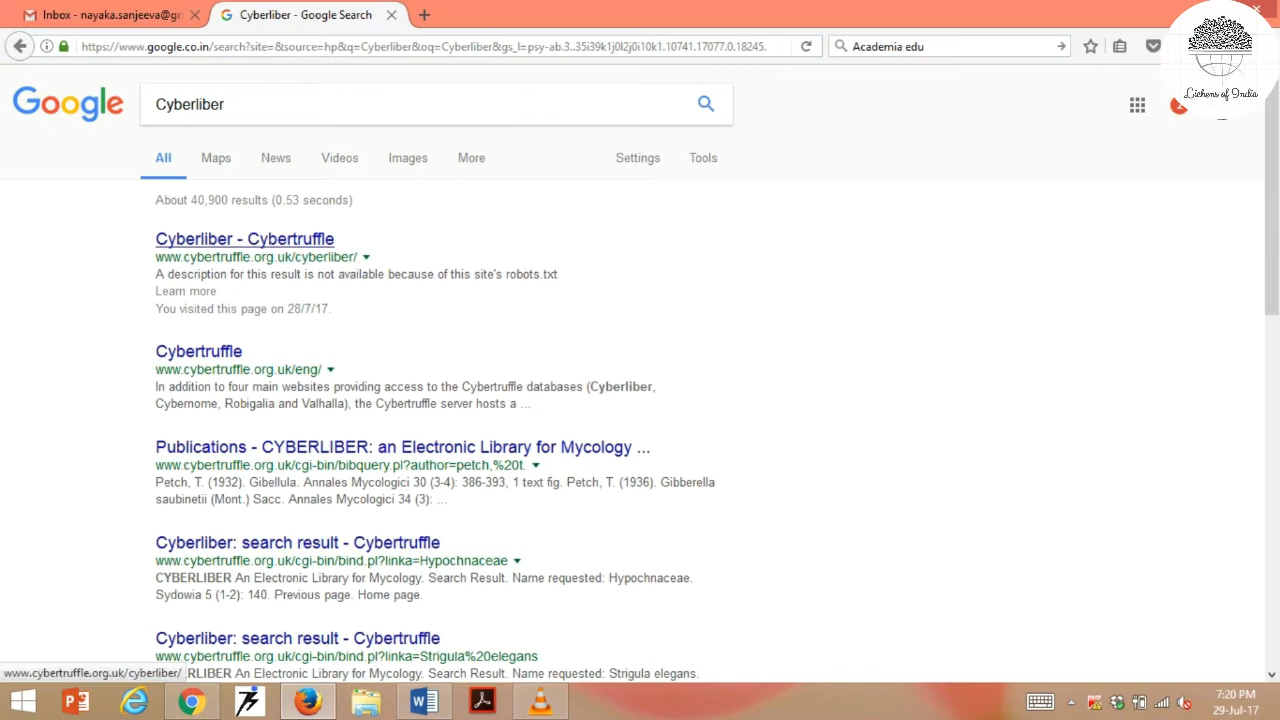 Inbox - nayaka.sanjeeva@gm
Cyberliber - Google Search
https://www.google.co.in/search?site=&source=hp&q=Cyberliber&oq=Cyberliber&gs_l=psy-ab.3..35i39k1j0l2j0i10k1.10741.17077.0.18245.
Academia edu
Lichens of India
Google
Cyberliber
All
Maps
News
Videos
Images
More
Settings
Tools
About 40,900 results (0.53 seconds)
Cyberliber - Cybertruffle
www.cybertruffle.org.uk/cyberliber/
A description for this result is not available because of this site's robots.txt
Learn more
You visited this page on 28/7/17.
Cybertruffle
www.cybertruffle.org.uk/eng/
In addition to four main websites providing access to the Cybertruffle databases (Cyberliber,
Cybernome, Robigalia and Valhalla), the Cybertruffle server hosts a ...
Publications - CYBERLIBER: an Electronic Library for Mycology ...
www.cybertruffle.org.uk/cgi-bin/bibquery.pl?author=petch,%20t.
Petch, T. (1932). Gibellula. Annales Mycologici 30 (3-4): 386-393, 1 text fig. Petch, T. (1936). Gibberella
saubinetii (Mont.) Sacc. Annales Mycologici 34 (3): ...
Cyberliber: search result - Cybertruffle
www.cybertruffle.org.uk/cgi-bin/bind.pl?linka=Hypochnaceae
CYBERLIBER An Electronic Library for Mycology. Search Result. Name requested: Hypochnaceae.
Sydowia 5 (1-2): 140. Previous page. Home page.
Cyberliber: search result - Cybertruffle
www.cybertruffle.org.uk/cgi-bin/bind.pl?linka=Strigula%20elegans
www.cybertruffle.org.uk/cyberliber/
RLIBER An Electronic Library for Mycology. Search Result. Name requested: Strigula elegans.
7:20 PM
29-Jul-17